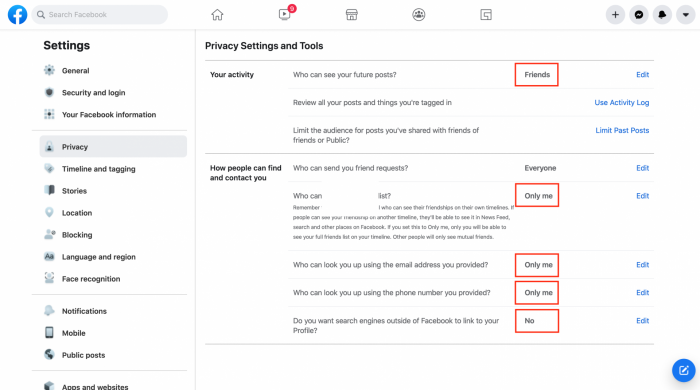 Search Facebook
9
Settings
General
Security and login
Your Facebook information
Privacy
Timeline and tagging
Stories
Location
Blocking
Language and region
Face recognition
Notifications
Mobile
Public posts
Apps and websites
Privacy Settings and Tools
Your activity
Who can see your future posts?
Friends
Edit
Review all your posts and things you're tagged in
Use Activity Log
Limit the audience for posts you've shared with friends of
friends or Public?
Limit Past Posts
How people can find
and contact you
Who can send you friend requests?
Everyone
Edit
Who can list?
Only me
Edit
Remember who can see their friendships on their own timelines. If
people can see your friendship on another timeline, they'll be able to see it in News Feed,
search and other places on Facebook. If you set this to Only me, only you will be able to
see your full friends list on your timeline. Other people will only see mutual friends.
Who can look you up using the email address you provided?
Only me
Edit
Who can look you up using the phone number you provided?
Only me
Edit
Do you want search engines outside of Facebook to link to your
Profile?
No
Edit